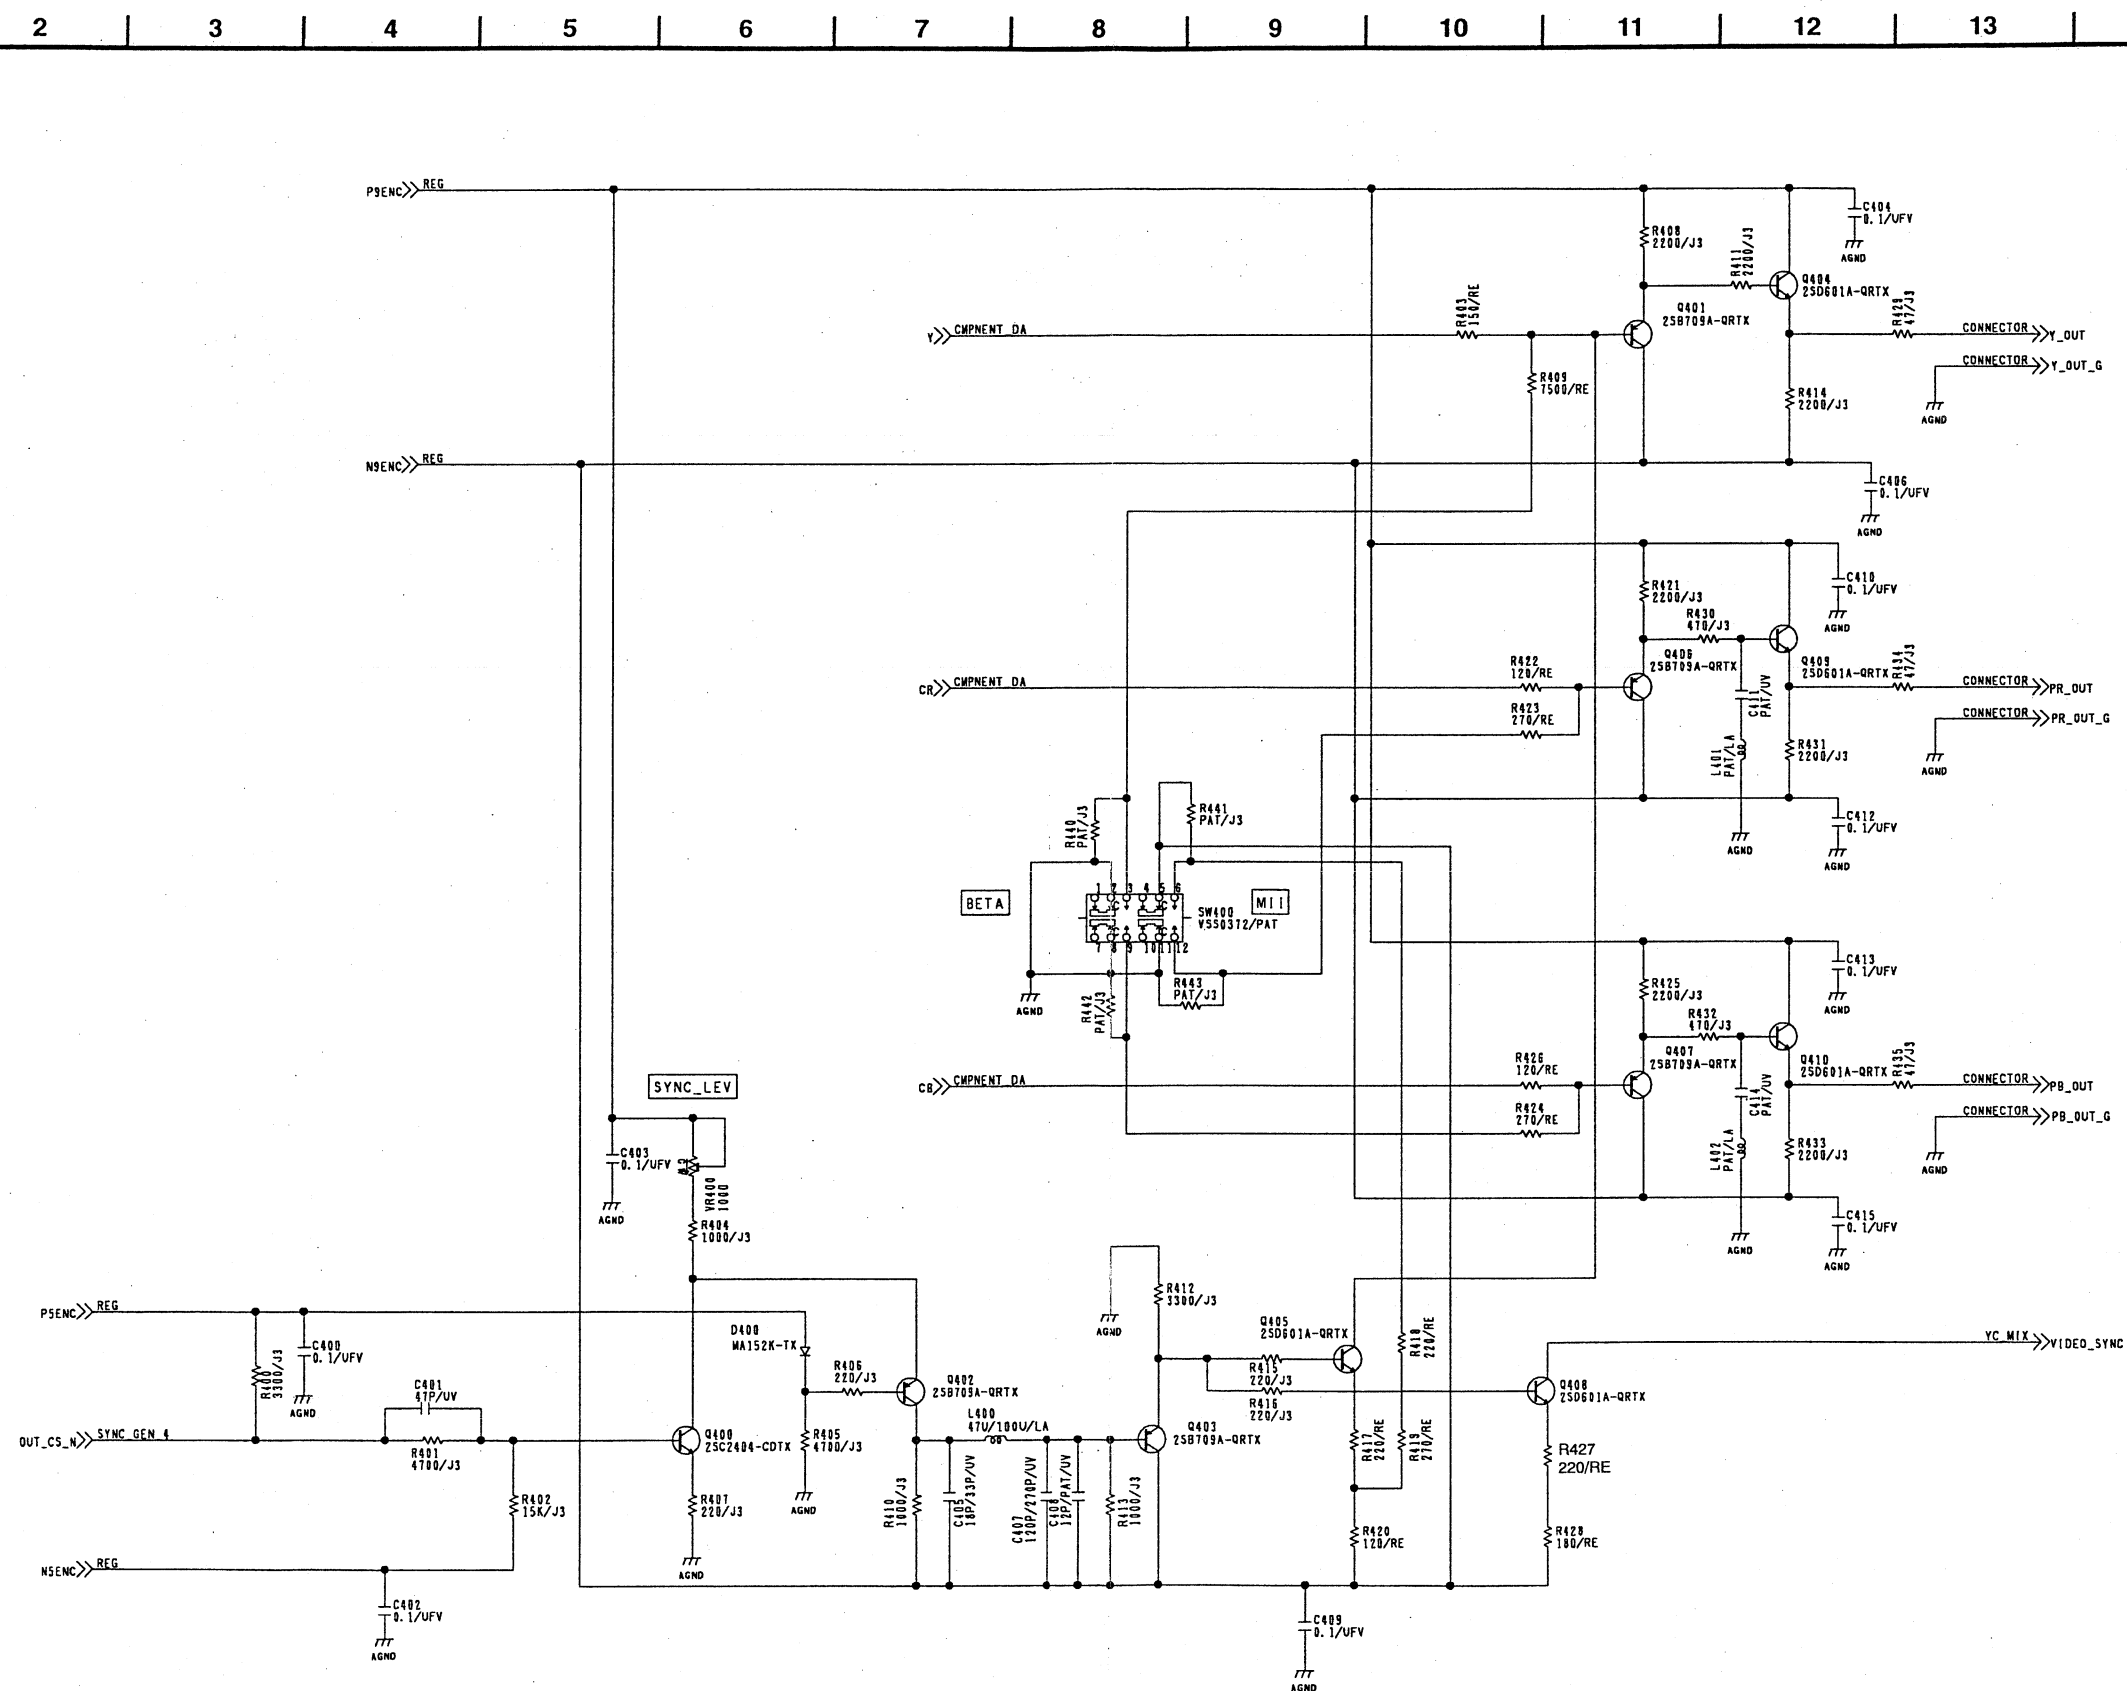 2 3 4 5 6 7 8 9 10 11 12 13
P9ENC REG
C404
0.1/UFV
AGND
R408
2200/J3
R411
2200/J3
Q404
2SD601A-QRTX
R403
150/RE
Q401
2SB709A-QRTX
R429
47/J3
Y CMPNENT_DA
CONNECTOR Y_OUT
CONNECTOR Y_OUT_G
R409
7500/RE
R414
2200/J3
AGND
N9ENC REG
C406
0.1/UFV
AGND
C410
0.1/UFV
AGND
R421
2200/J3
R430
470/J3
Q406
2SB709A-QRTX
Q409
2SD601A-QRTX
R434
47/J3
R422
120/RE
CR CMPNENT_DA
CONNECTOR PR_OUT
C411
PAT/UV
R423
270/RE
CONNECTOR PR_OUT_G
L401
PAT/LA
R431
2200/J3
AGND
R440
PAT/J3
R441
PAT/J3
C412
0.1/UFV
AGND
AGND
BETA
1 2 3 4 5 6
C C
MII
SW400
VSS0372/PAT
C C
7 8 9 10 11 12
C413
0.1/UFV
AGND
R425
2200/J3
R442
PAT/J3
R443
PAT/J3
AGND
R432
470/J3
Q407
2SB709A-QRTX
Q410
2SD601A-QRTX
R435
47/J3
SYNC_LEV
R426
120/RE
CB CMPNENT_DA
CONNECTOR PB_OUT
C414
PAT/UV
R424
270/RE
CONNECTOR PB_OUT_G
L402
PAT/LA
R433
2200/J3
AGND
C403
0.1/UFV
AGND
VR400
1000
R404
1000/J3
C415
0.1/UFV
AGND
AGND
R412
3300/J3
AGND
P5ENC REG
C400
0.1/UFV
AGND
R400
3300/J3
D400
MA152K-TX
Q405
2SD601A-QRTX
R418
220/RE
YC_MIX VIDEO_SYNC
R406
220/J3
Q402
2SB709A-QRTX
R415
220/J3
R416
220/J3
Q408
2SD601A-QRTX
C401
47P/UV
L400
47U/100U/LA
OUT_CS_N SYNC_GEN_4
R401
4700/J3
Q400
2SC2404-CDTX
R405
4700/J3
AGND
Q403
2SB709A-QRTX
R417
220/RE
R419
270/RE
R427
220/RE
R402
15K/J3
R407
220/J3
AGND
R410
1000/J3
C405
18P/33P/UV
C407
120P/270P/UV
C408
12P/PAT/UV
R413
1000/J3
R420
120/RE
R428
180/RE
N5ENC REG
C402
0.1/UFV
AGND
C409
0.1/UFV
AGND